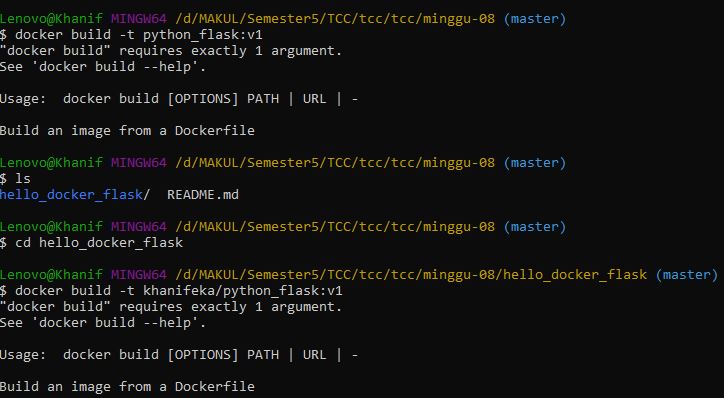 Lenovo@Khanif MINGW64 /d/MAKUL/Semester5/TCC/tcc/tcc/minggu-08 (master)
$ docker build -t python_flask:v1
"docker build" requires exactly 1 argument.
See 'docker build --help'.

Usage:  docker build [OPTIONS] PATH | URL | -

Build an image from a Dockerfile

Lenovo@Khanif MINGW64 /d/MAKUL/Semester5/TCC/tcc/tcc/minggu-08 (master)
$ ls
hello_docker_flask/  README.md

Lenovo@Khanif MINGW64 /d/MAKUL/Semester5/TCC/tcc/tcc/minggu-08 (master)
$ cd hello_docker_flask

Lenovo@Khanif MINGW64 /d/MAKUL/Semester5/TCC/tcc/tcc/minggu-08/hello_docker_flask (master)
$ docker build -t khanifeka/python_flask:v1
"docker build" requires exactly 1 argument.
See 'docker build --help'.

Usage:  docker build [OPTIONS] PATH | URL | -

Build an image from a Dockerfile